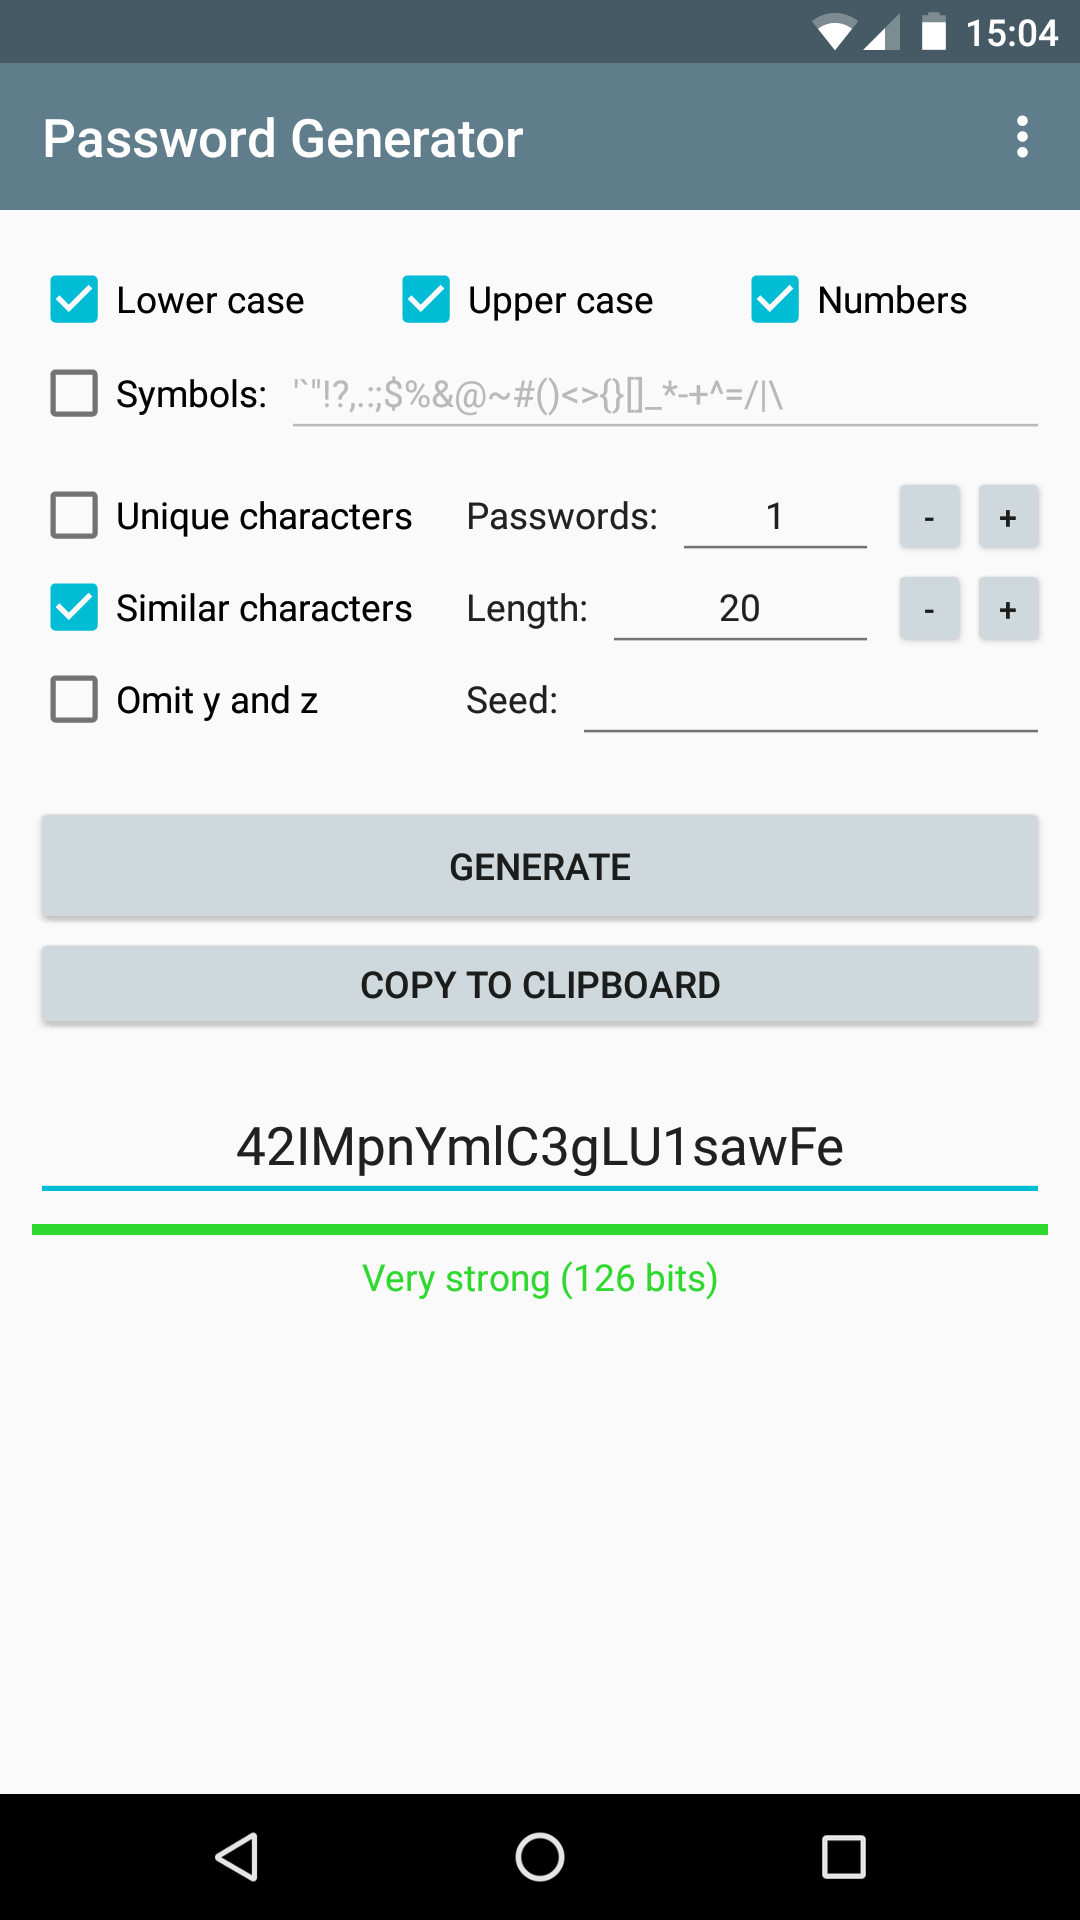 15:04
Password Generator
Lower case Upper case Numbers
Symbols: '`"!?,.:;$%&@~#()<>{}[]_*-+^=/|\
Unique characters Passwords: 1 - +
Similar characters Length: 20 - +
Omit y and z Seed:
GENERATE
COPY TO CLIPBOARD
42IMpnYmlC3gLU1sawFe
Very strong (126 bits)